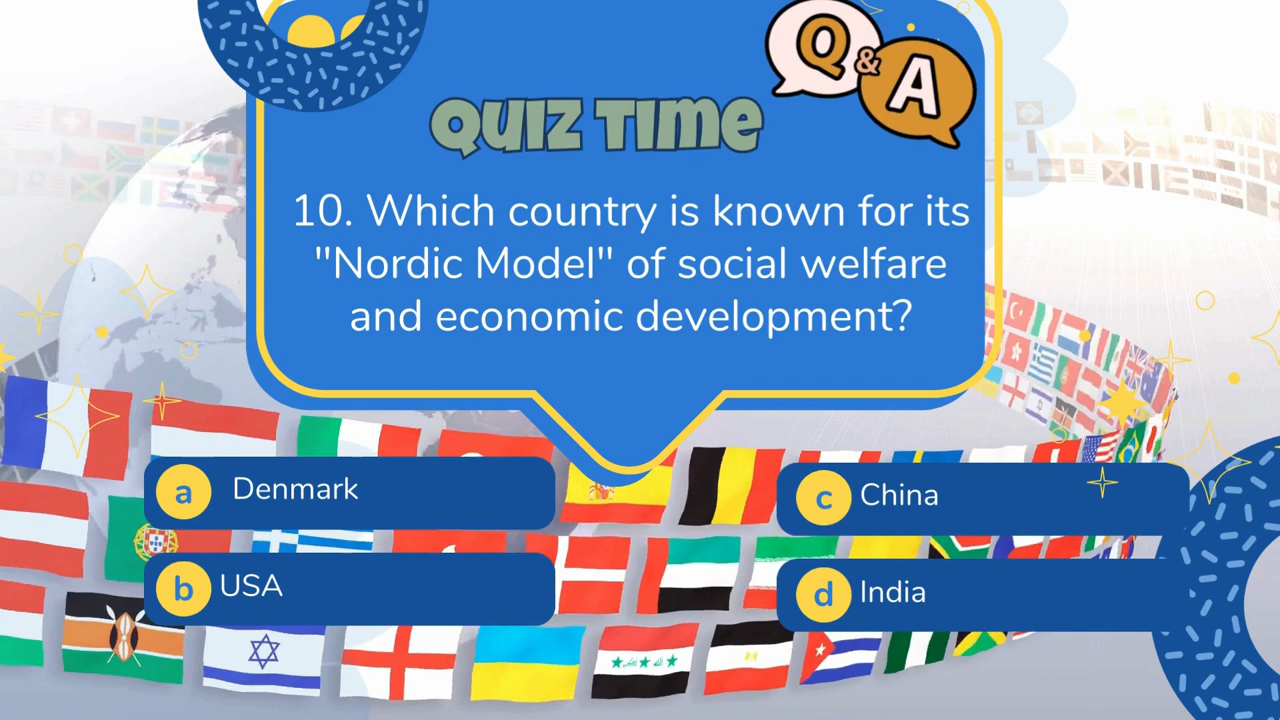 Q & A
QUIZ TIME
10. Which country is known for its
"Nordic Model" of social welfare
and economic development?
a Denmark
c China
b USA
d India